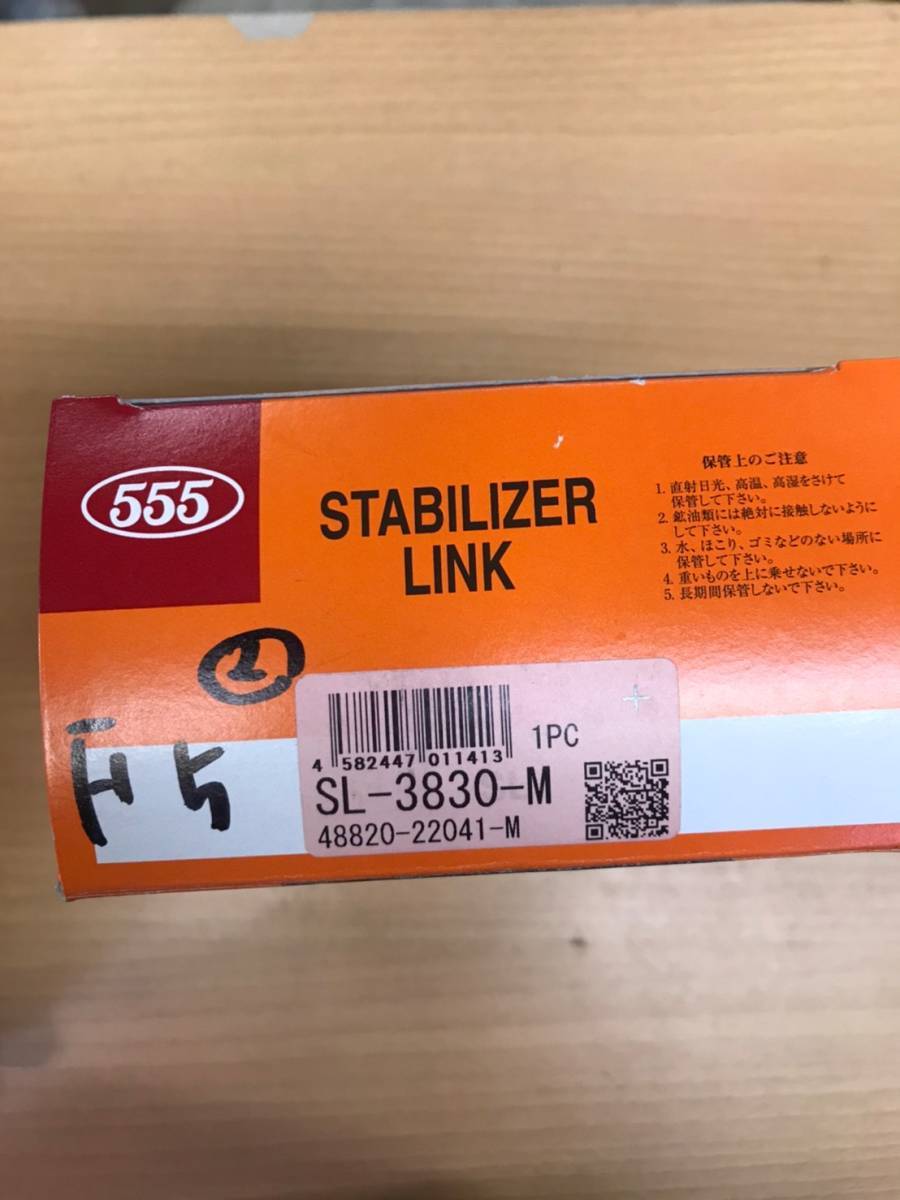 555
STABILIZER
LINK
保管上のご注意
1. 直射日光、高温、高湿をさけて
保管して下さい。
2. 鉱油類には絶対に接触しないように
して下さい。
3. 水、ほこり、ゴミなどのない場所に
保管して下さい。
4. 重いものを上に乗せないで下さい。
5. 長期間保管しないで下さい。
4 582447 011413
1PC
SL-3830-M
48820-22041-M